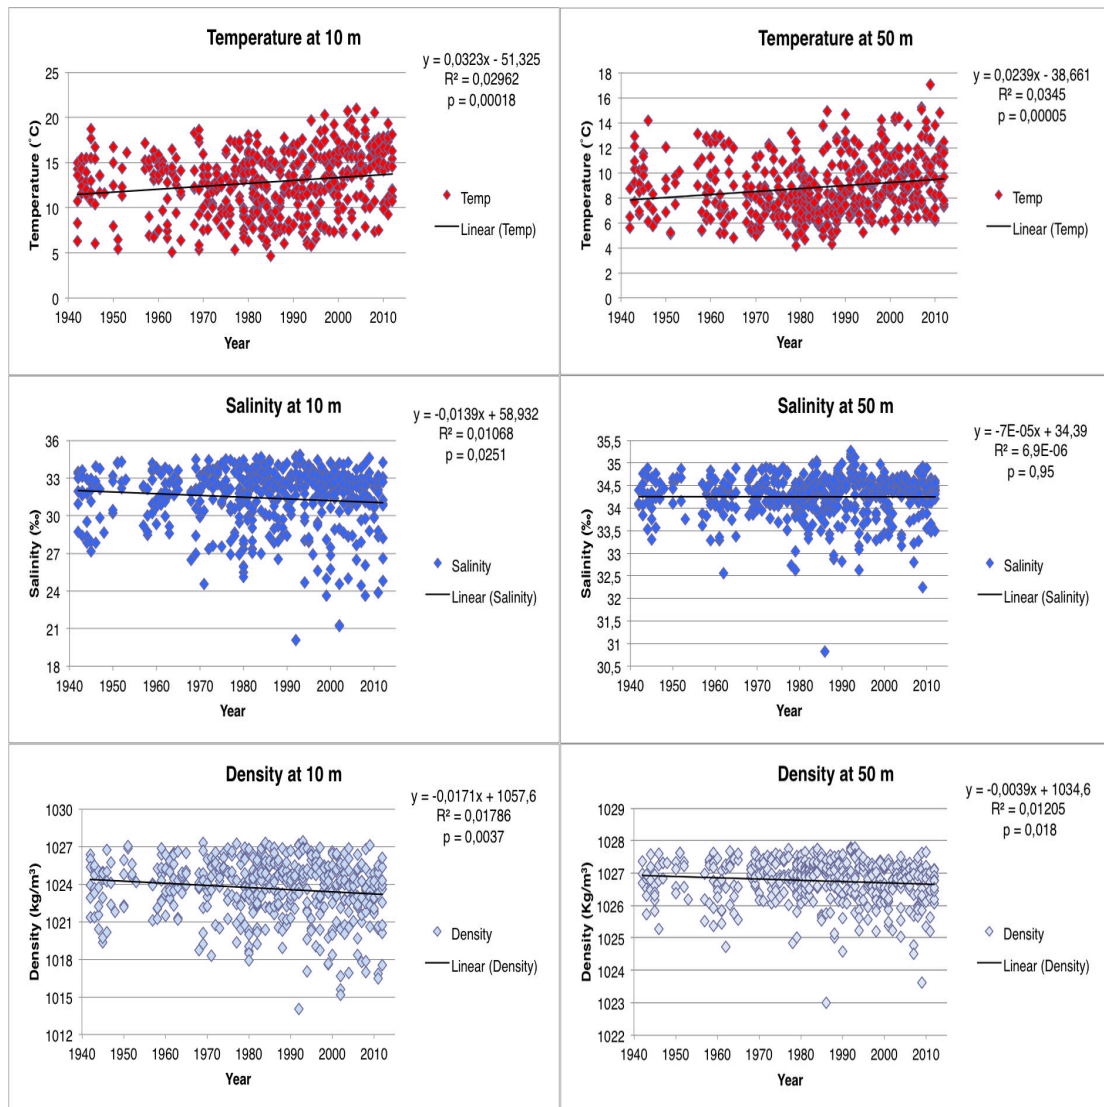 Temperature at 10 m
y = 0,0323x - 51,325
R² = 0,02962
p = 0,00018
Temperature (˚C)
25
20
15
10
5
0
1940 1950 1960 1970 1980 1990 2000 2010
Year
Temp
Linear (Temp)
Temperature at 50 m
y = 0,0239x - 38,661
R² = 0,0345
p = 0,00005
Temperature (˚C)
18
16
14
12
10
8
6
4
2
0
1940 1950 1960 1970 1980 1990 2000 2010
Year
Temp
Linear (Temp)
Salinity at 10 m
y = -0,0139x + 58,932
R² = 0,01068
p = 0,0251
Salinity (‰)
36
33
30
27
24
21
18
1940 1950 1960 1970 1980 1990 2000 2010
Year
Salinity
Linear (Salinity)
Salinity at 50 m
y = -7E-05x + 34,39
R² = 6,9E-06
p = 0,95
Salinity (‰)
35,5
35
34,5
34
33,5
33
32,5
32
31,5
31
30,5
1940 1950 1960 1970 1980 1990 2000 2010
Year
Salinity
Linear (Salinity)
Density at 10 m
y = -0,0171x + 1057,6
R² = 0,01786
p = 0,0037
Density (kg/m³)
1030
1027
1024
1021
1018
1015
1012
1940 1950 1960 1970 1980 1990 2000 2010
Year
Density
Linear (Density)
Density at 50 m
y = -0,0039x + 1034,6
R² = 0,01205
p = 0,018
Density (Kg/m³)
1029
1028
1027
1026
1025
1024
1023
1022
1940 1950 1960 1970 1980 1990 2000 2010
Year
Density
Linear (Density)